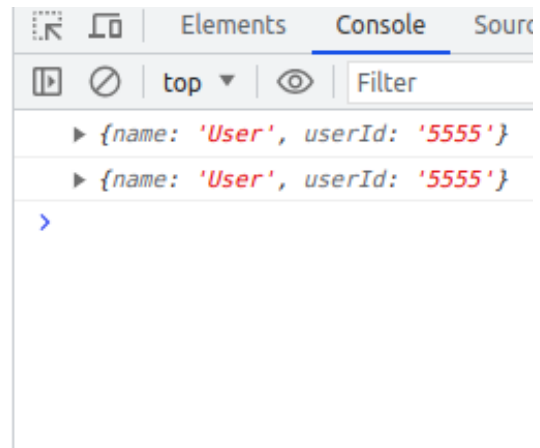 Elements Console Sourc
top Filter
{name: 'User', userId: '5555'}
{name: 'User', userId: '5555'}